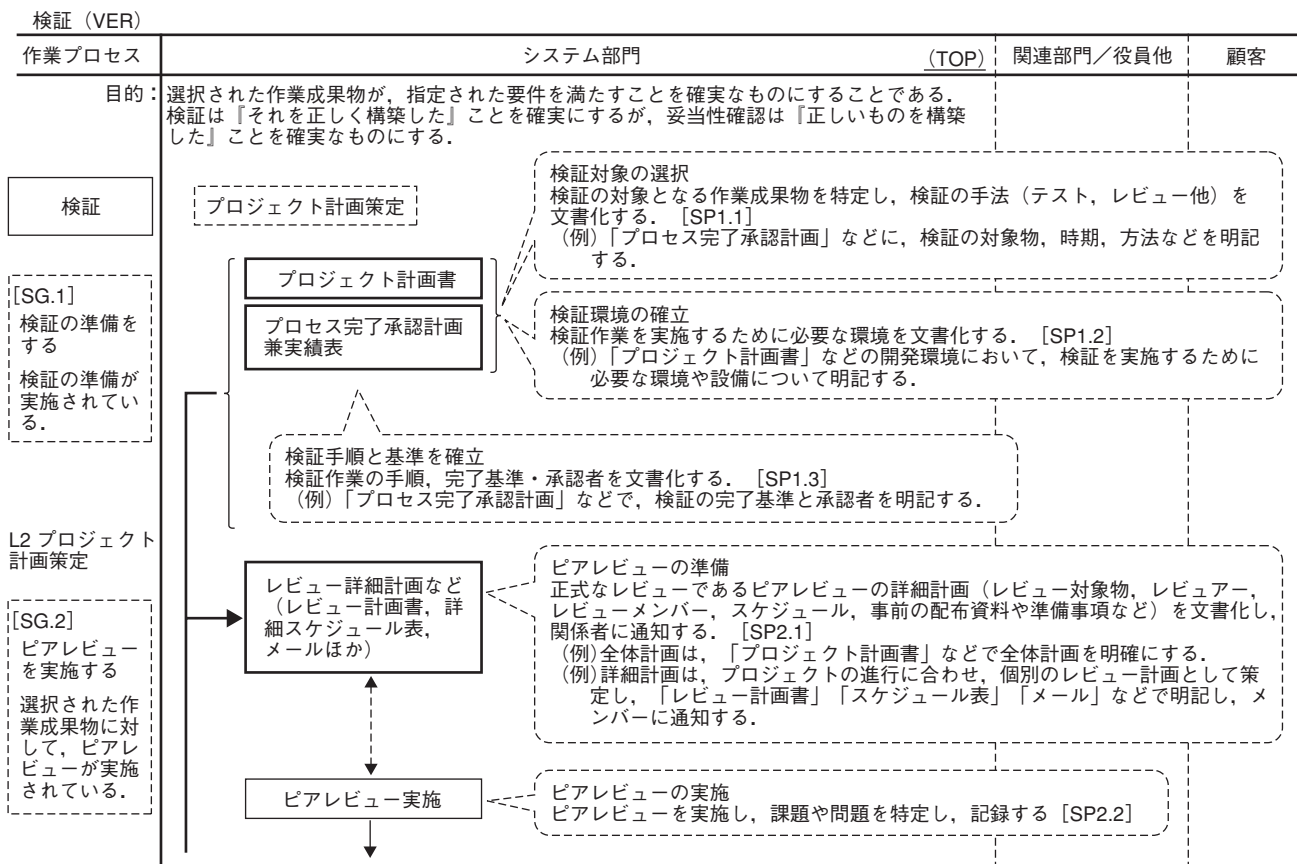 検証（VER）
作業プロセス
システム部門
(TOP)
関連部門／役員他
顧客
目的：選択された作業成果物が，指定された要件を満たすことを確実なものにすることである．
検証は『それを正しく構築した』ことを確実にするが，妥当性確認は『正しいものを構築
した』ことを確実なものにする．
検証
プロジェクト計画策定
検証対象の選択
検証の対象となる作業成果物を特定し，検証の手法（テスト，レビュー他）を
文書化する．［SP1.1］
（例）「プロセス完了承認計画」などに，検証の対象物，時期，方法などを明記
する．
[SG.1]
検証の準備を
する
検証の準備が
実施されてい
る．
プロジェクト計画書
プロセス完了承認計画
兼実績表
検証環境の確立
検証作業を実施するために必要な環境を文書化する．［SP1.2］
（例）「プロジェクト計画書」などの開発環境において，検証を実施するために
必要な環境や設備について明記する．
検証手順と基準を確立
検証作業の手順，完了基準・承認者を文書化する．［SP1.3］
（例）「プロセス完了承認計画」などで，検証の完了基準と承認者を明記する．
L2 プロジェクト
計画策定
レビュー詳細計画など
（レビュー計画書，詳
細スケジュール表，
メールほか）
ピアレビューの準備
正式なレビューであるピアレビューの詳細計画（レビュー対象物，レビュアー，
レビューメンバー，スケジュール，事前の配布資料や準備事項など）を文書化し，
関係者に通知する．［SP2.1］
（例）全体計画は，「プロジェクト計画書」などで全体計画を明確にする．
（例）詳細計画は，プロジェクトの進行に合わせ，個別のレビュー計画として策
定し，「レビュー計画書」「スケジュール表」「メール」などで明記し，メ
ンバーに通知する．
[SG.2]
ピアレビュー
を実施する
選択された作
業成果物に対
して，ピアレ
ビューが実施
されている．
ピアレビュー実施
ピアレビューの実施
ピアレビューを実施し，課題や問題を特定し，記録する［SP2.2］